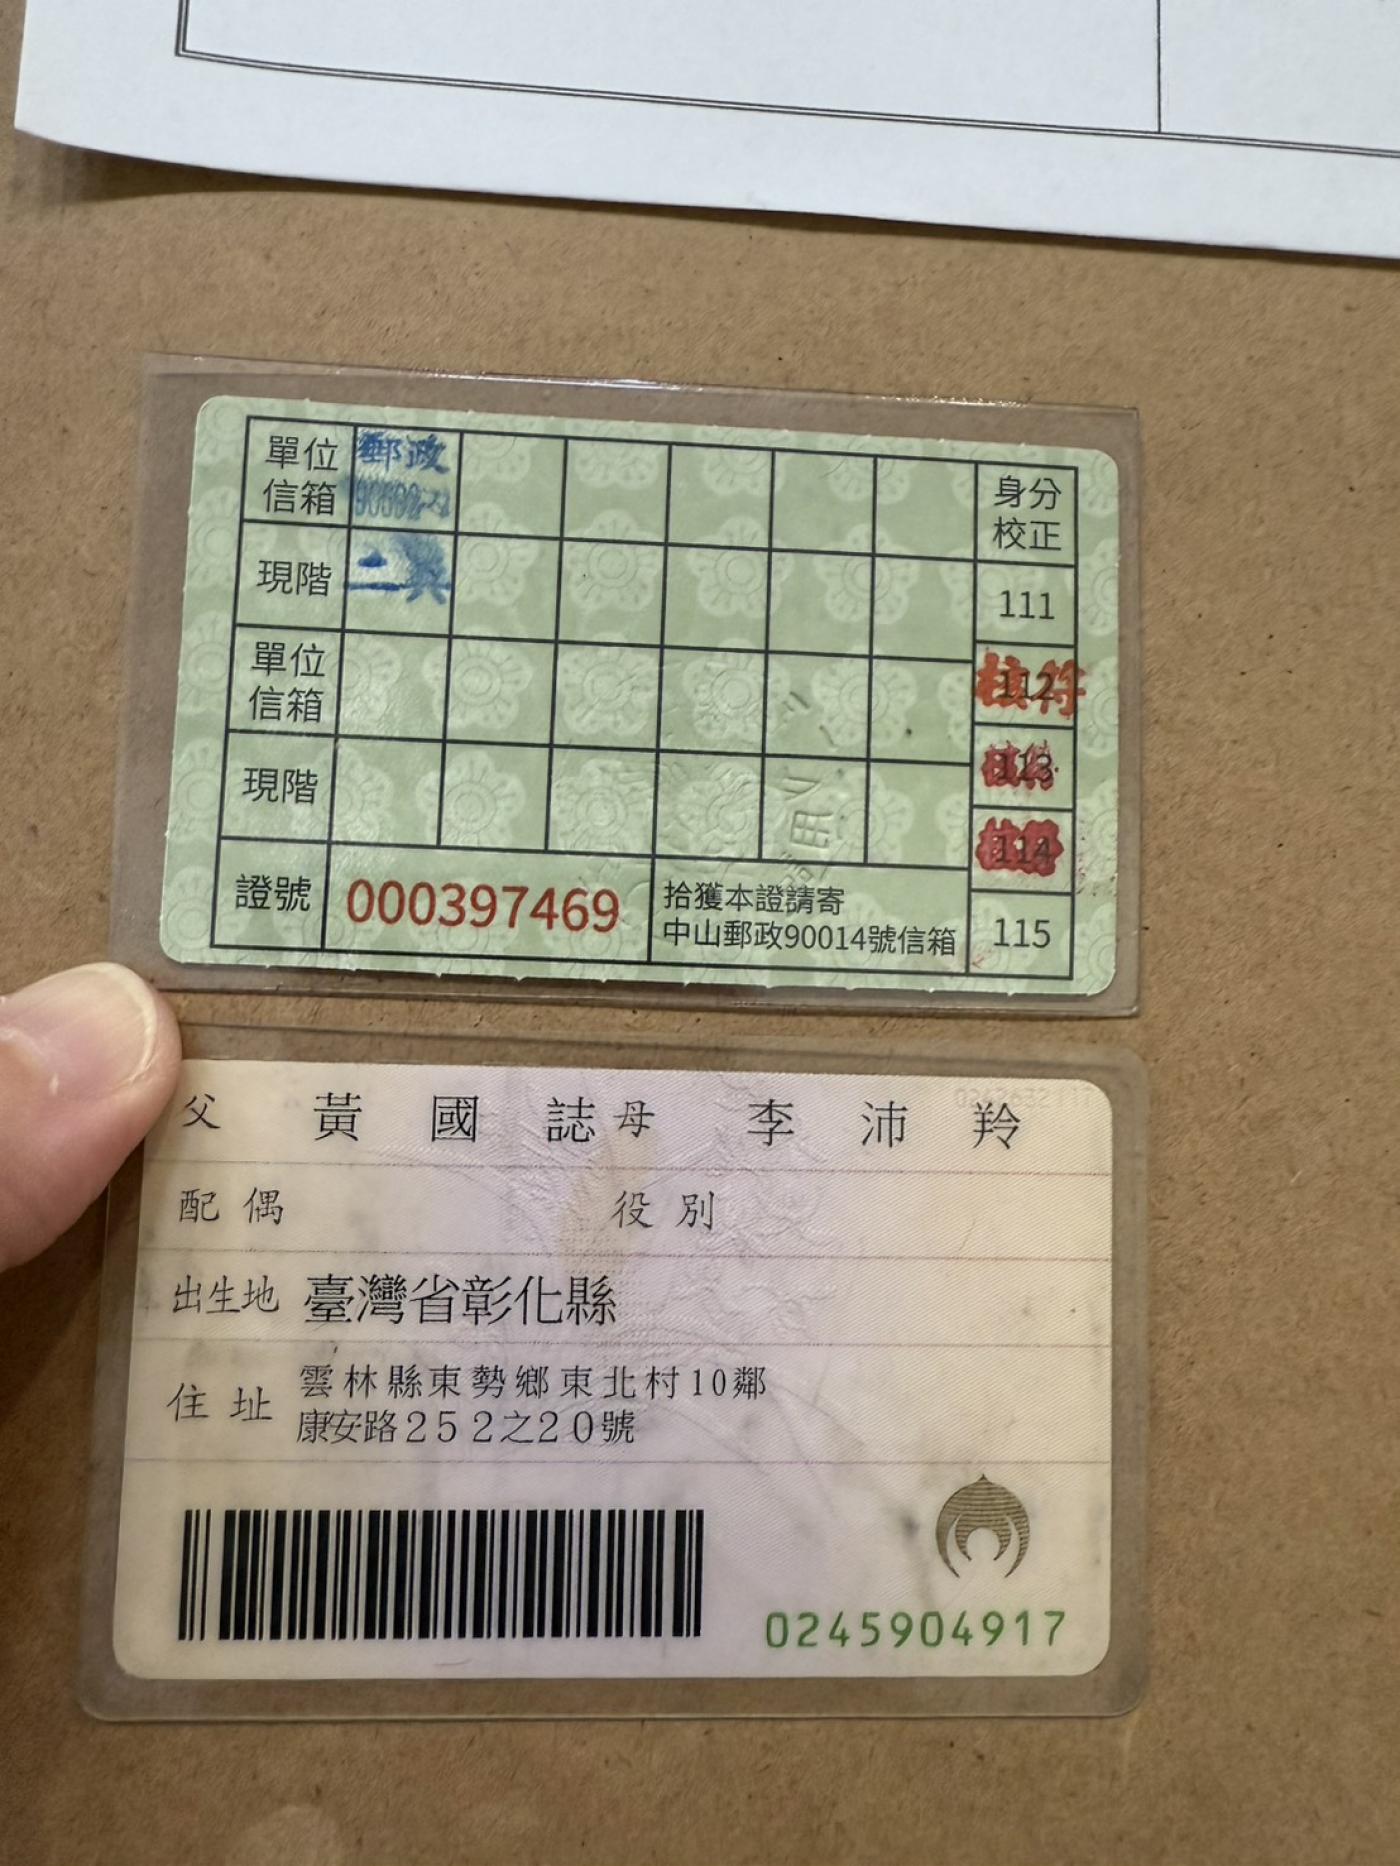 單位信箱 郵政
現階 二兵
單位信箱
現階
證號 000397469
拾獲本證請寄
中山郵政90014號信箱
身分校正
111
112 核符
113
114
115
父 黃國誌 母 李沛羚
配偶 役別
出生地 臺灣省彰化縣
住址 雲林縣東勢鄉東北村10鄰
康安路252之20號
0245904917